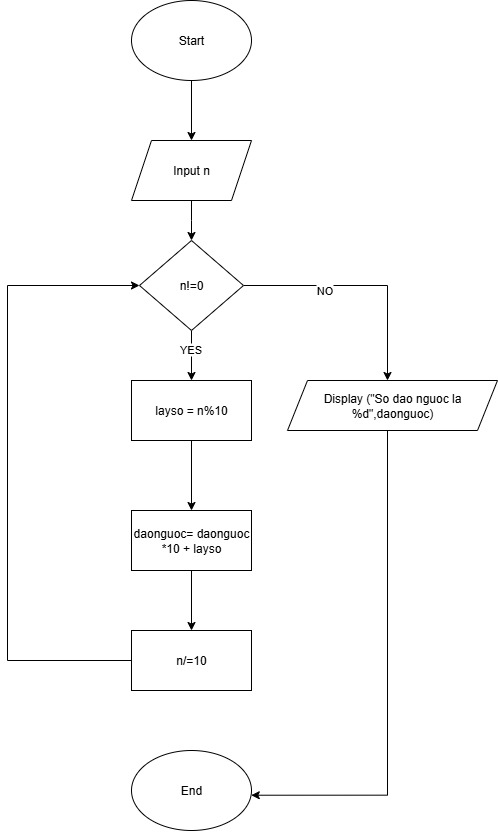 Start
Input n
n!=0
NO
YES
layso = n%10
Display ("So dao nguoc la
%d",daonguoc)
daonguoc= daonguoc
*10 + layso
n/=10
End